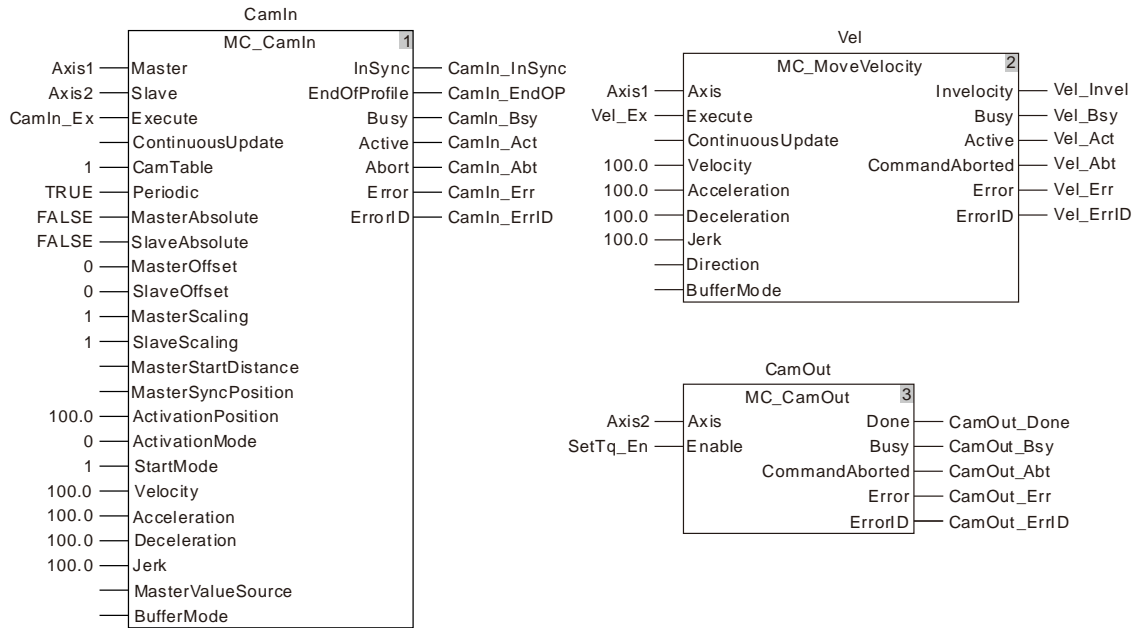 CamIn
MC_CamIn 1
Axis1 Master InSync CamIn_InSync
Axis2 Slave EndOfProfile CamIn_EndOP
CamIn_Ex Execute Busy CamIn_Bsy
ContinuousUpdate Active CamIn_Act
1 CamTable Abort CamIn_Abt
TRUE Periodic Error CamIn_Err
FALSE MasterAbsolute ErrorID CamIn_ErrID
FALSE SlaveAbsolute
0 MasterOffset
0 SlaveOffset
1 MasterScaling
1 SlaveScaling
MasterStartDistance
MasterSyncPosition
100.0 ActivationPosition
0 ActivationMode
1 StartMode
100.0 Velocity
100.0 Acceleration
100.0 Deceleration
100.0 Jerk
MasterValueSource
BufferMode
Vel
MC_MoveVelocity 2
Axis1 Axis Invelocity Vel_Invel
Vel_Ex Execute Busy Vel_Bsy
ContinuousUpdate Active Vel_Act
100.0 Velocity CommandAborted Vel_Abt
100.0 Acceleration Error Vel_Err
100.0 Deceleration ErrorID Vel_ErrID
100.0 Jerk
Direction
BufferMode
CamOut
MC_CamOut 3
Axis2 Axis Done CamOut_Done
SetTq_En Enable Busy CamOut_Bsy
CommandAborted CamOut_Abt
Error CamOut_Err
ErrorID CamOut_ErrID